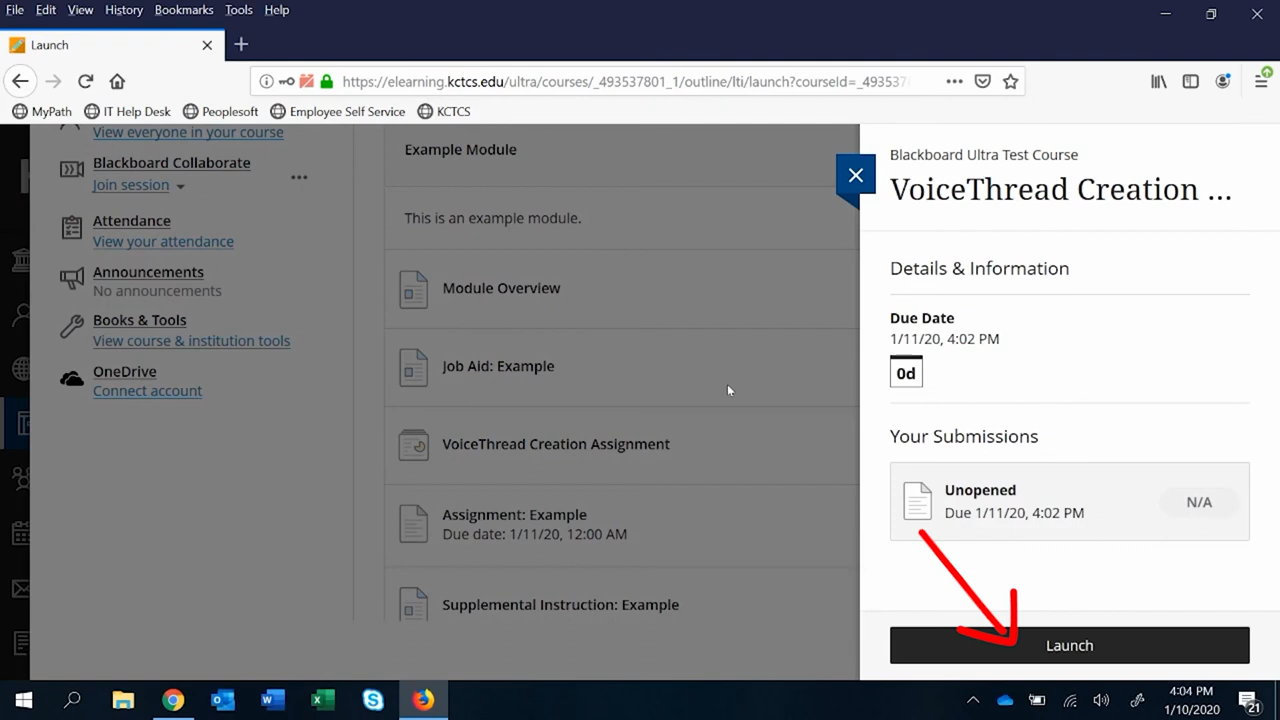 File Edit View History Bookmarks Tools Help
Launch
https://elearning.kctcs.edu/ultra/courses/_493537801_1/outline/lti/launch?courseId=_493537
MyPath IT Help Desk Peoplesoft Employee Self Service KCTCS
View everyone in your course
Blackboard Collaborate
Join session
Attendance
View your attendance
Announcements
No announcements
Books & Tools
View course & institution tools
OneDrive
Connect account
Example Module
This is an example module.
Module Overview
Job Aid: Example
VoiceThread Creation Assignment
Assignment: Example
Due date: 1/11/20, 12:00 AM
Supplemental Instruction: Example
Blackboard Ultra Test Course
VoiceThread Creation ...
Details & Information
Due Date
1/11/20, 4:02 PM
0d
Your Submissions
Unopened
Due 1/11/20, 4:02 PM
N/A
Launch
4:04 PM
1/10/2020
21